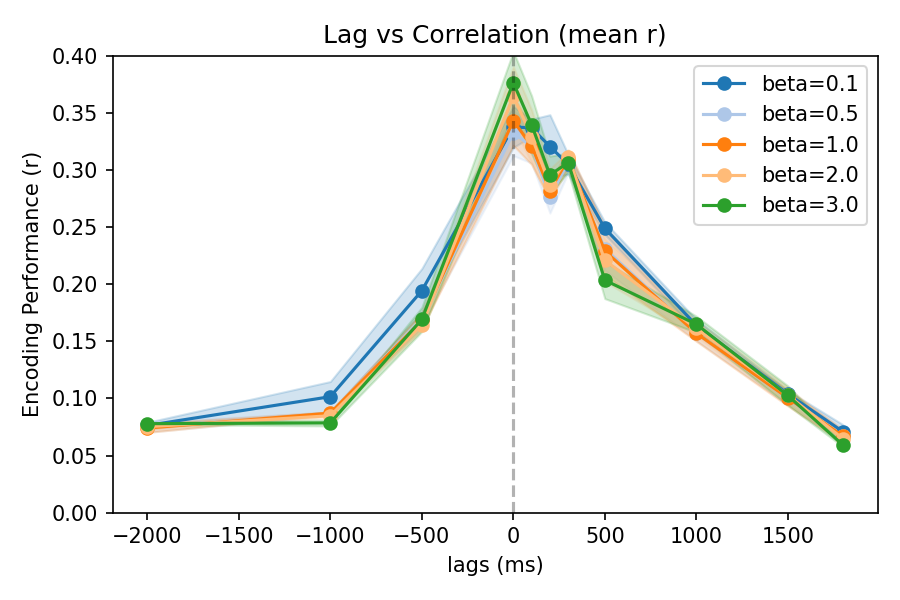 Lag vs Correlation (mean r)
Encoding Performance (r)
0.40
0.35
0.30
0.25
0.20
0.15
0.10
0.05
0.00
beta=0.1
beta=0.5
beta=1.0
beta=2.0
beta=3.0
−2000 −1500 −1000 −500 0 500 1000 1500
lags (ms)